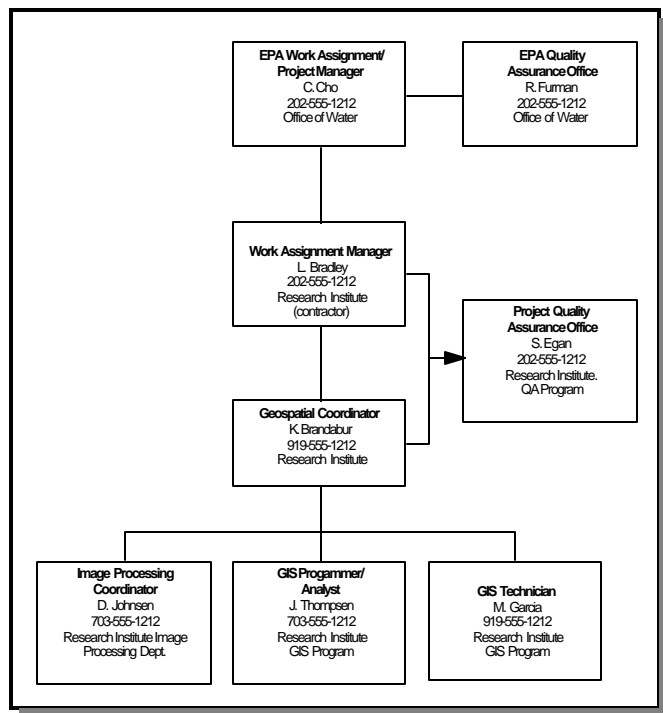 EPA Work Assignment/
Project Manager
C. Cho
202-555-1212
Office of Water
EPA Quality
Assurance Office
R. Furman
202-555-1212
Office of Water
Work Assignment Manager
L. Bradley
202-555-1212
Research Institute
(contractor)
Project Quality
Assurance Office
S. Egan
202-555-1212
Research Institute.
QA Program
Geospatial Coordinator
K. Brandabur
919-555-1212
Research Institute
Image Processing
Coordinator
D. Johnsen
703-555-1212
Research Institute Image
Processing Dept.
GIS Progammer/
Analyst
J. Thompsen
703-555-1212
Research Institute
GIS Program
GIS Technician
M. Garcia
919-555-1212
Research Institute
GIS Program